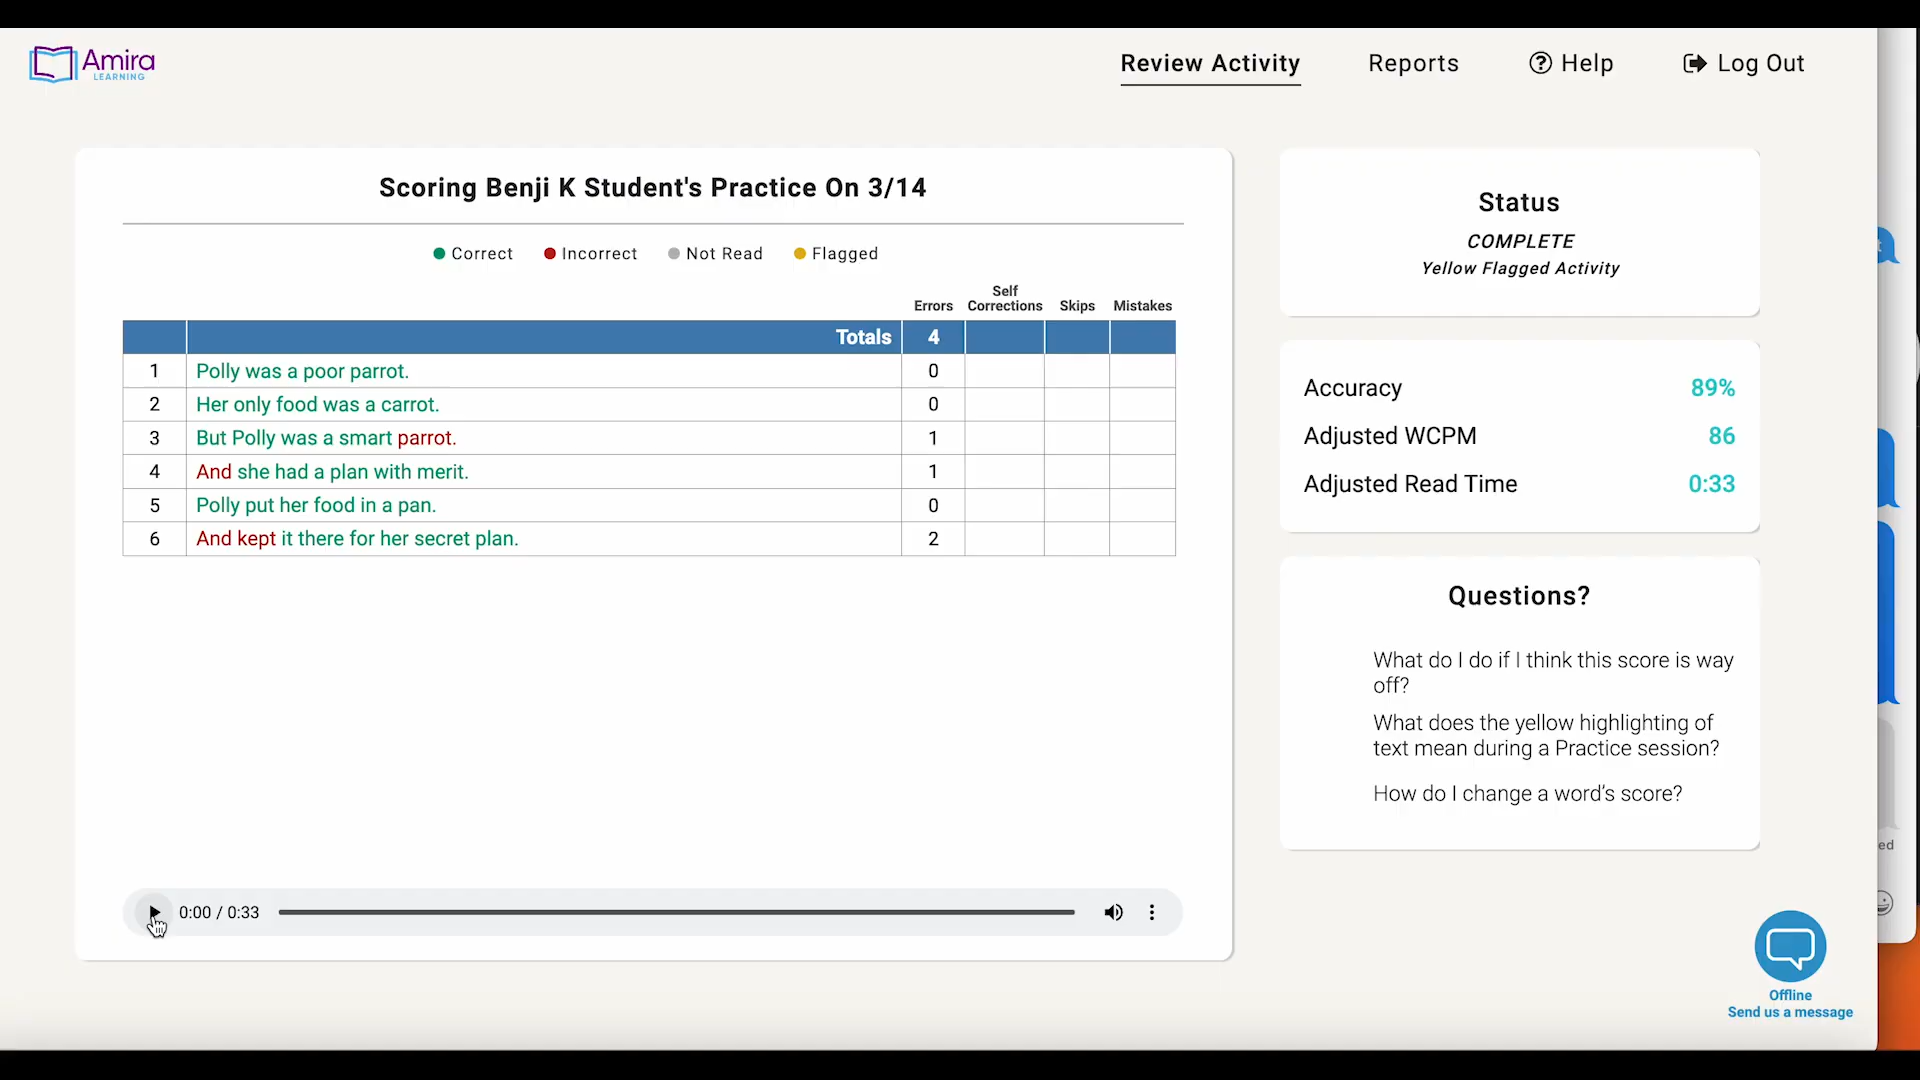 Amira
LEARNING
Review Activity
Reports
Help
Log Out
Scoring Benji K Student's Practice On 3/14
Correct
Incorrect
Not Read
Flagged
Errors
Self Corrections
Skips
Mistakes
Totals 4
1 Polly was a poor parrot. 0
2 Her only food was a carrot. 0
3 But Polly was a smart parrot. 1
4 And she had a plan with merit. 1
5 Polly put her food in a pan. 0
6 And kept it there for her secret plan. 2
0:00 / 0:33
Status
COMPLETE
Yellow Flagged Activity
Accuracy 89%
Adjusted WCPM 86
Adjusted Read Time 0:33
Questions?
What do I do if I think this score is way
off?
What does the yellow highlighting of
text mean during a Practice session?
How do I change a word's score?
ed
Offline
Send us a message